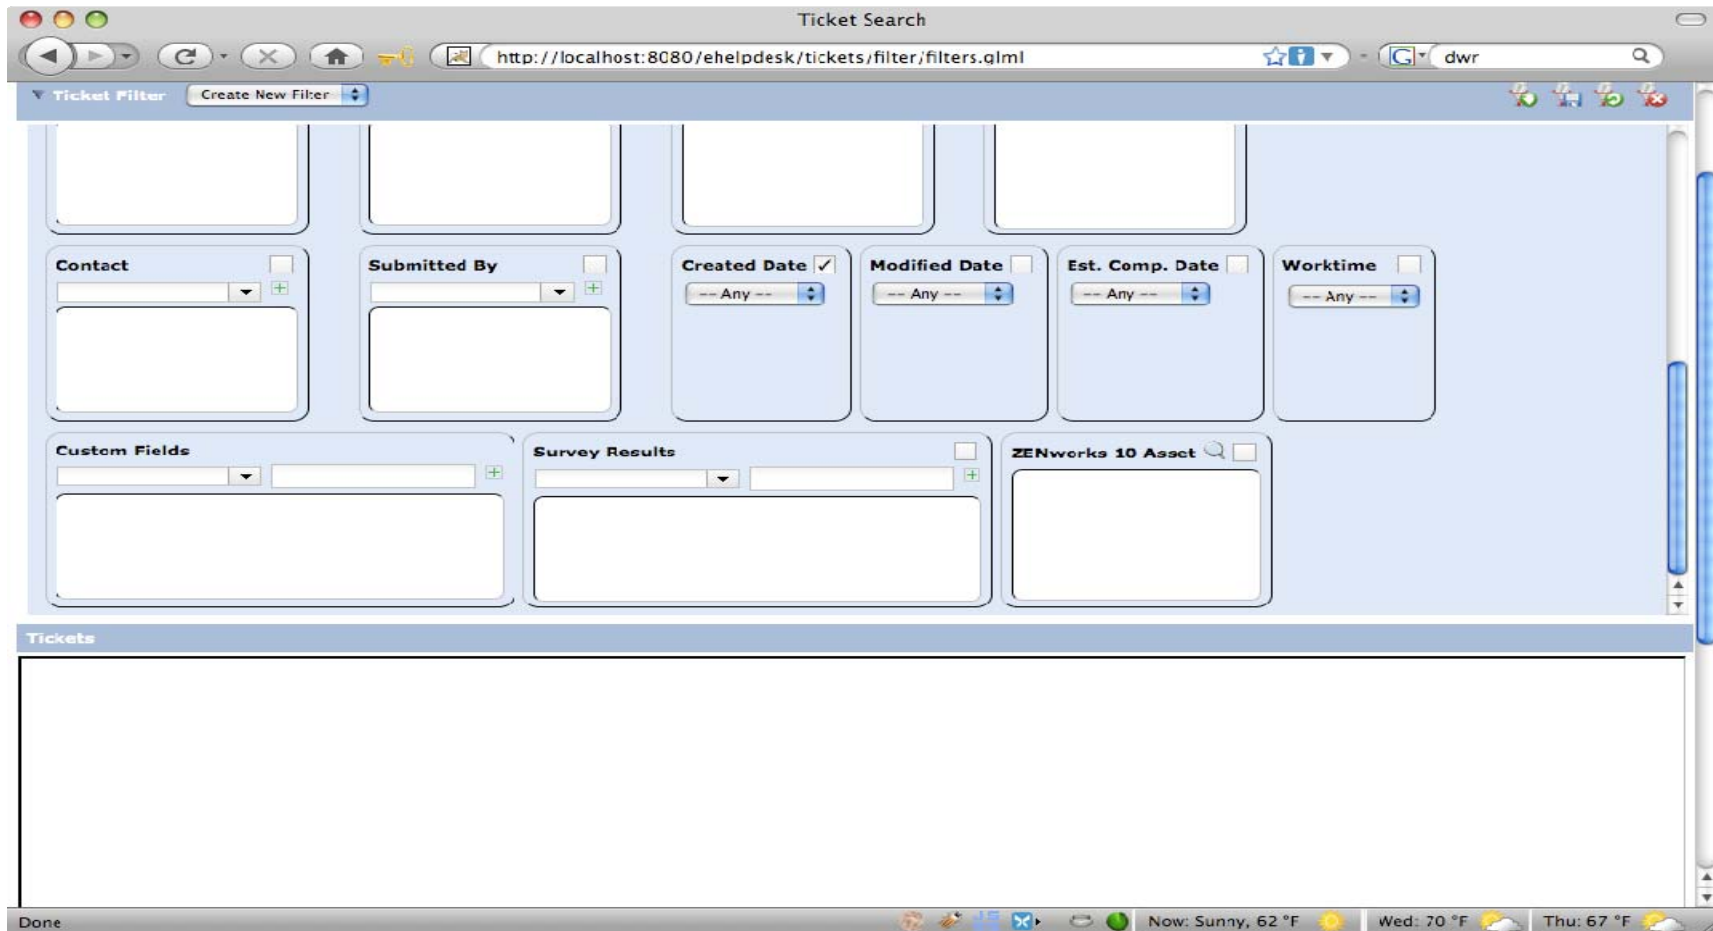 Ticket Search
http://localhost:8080/ehelpdesk/tickets/filter/filters.glml
G dwr
Ticket Filter Create New Filter
Contact Submitted By Created Date Modified Date Est. Comp. Date Worktime
-- Any -- -- Any -- -- Any -- -- Any --
Custom Fields Survey Results ZENworks 10 Asset
Tickets
Done Now: Sunny, 62 °F Wed: 70 °F Thu: 67 °F